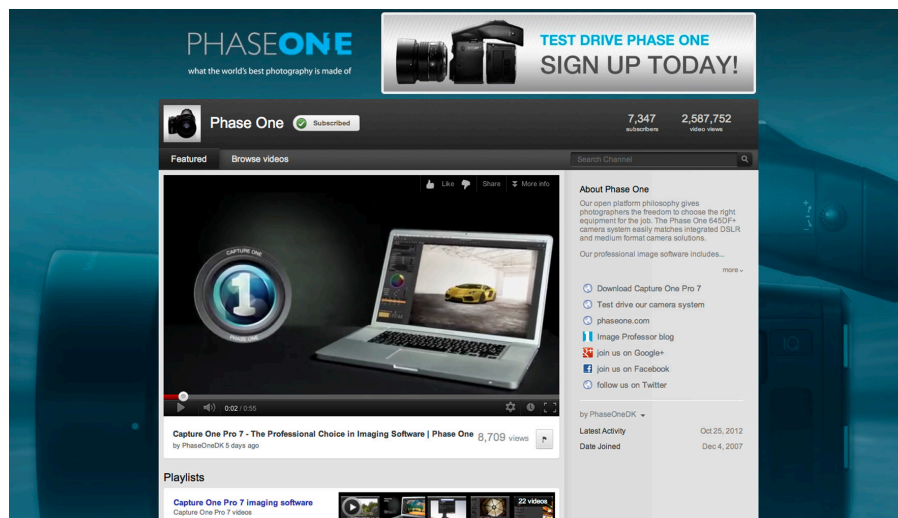 PHASEONE
what the world's best photography is made of
TEST DRIVE PHASE ONE
SIGN UP TODAY!
Phase One
Subscribed
7,347
subscribers
2,587,752
video views
Featured
Browse videos
Search Channel
Like
Share
More info
CAPTURE ONE
1
PHASE ONE
0:02 / 0:55
Capture One Pro 7 - The Professional Choice in Imaging Software | Phase One
by PhaseOneDK 5 days ago
8,709 views
Playlists
Capture One Pro 7 imaging software
Capture One Pro 7 videos
22 videos
About Phase One
Our open platform philosophy gives
photographers the freedom to choose the right
equipment for the job. The Phase One 645DF+
camera system easily matches integrated DSLR
and medium format camera solutions.
Our professional image software includes...
more
Download Capture One Pro 7
Test drive our camera system
phaseone.com
Image Professor blog
join us on Google+
join us on Facebook
follow us on Twitter
by PhaseOneDK
Latest Activity
Oct 25, 2012
Date Joined
Dec 4, 2007
IQ